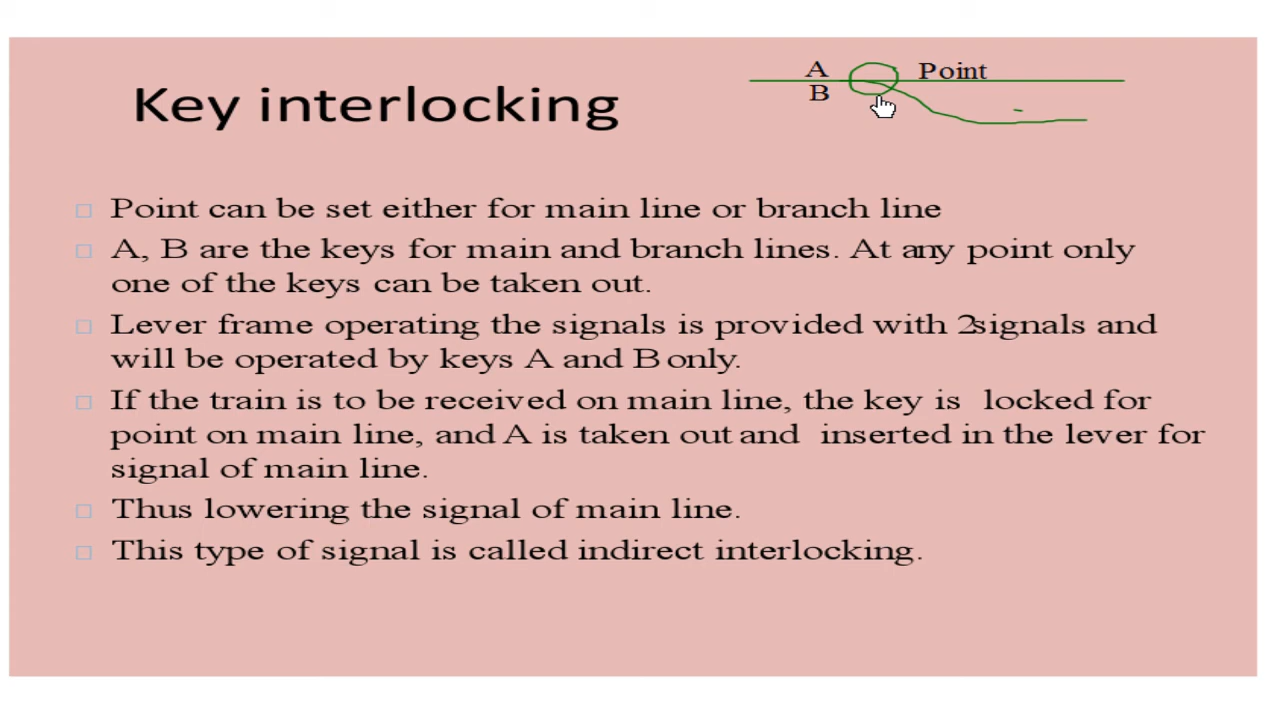 A Point
B
Key interlocking
Point can be set either for main line or branch line
A, B are the keys for main and branch lines. At any point only
one of the keys can be taken out.
Lever frame operating the signals is provided with 2signals and
will be operated by keys A and B only.
If the train is to be received on main line, the key is locked for
point on main line, and A is taken out and inserted in the lever for
signal of main line.
Thus lowering the signal of main line.
This type of signal is called indirect interlocking.